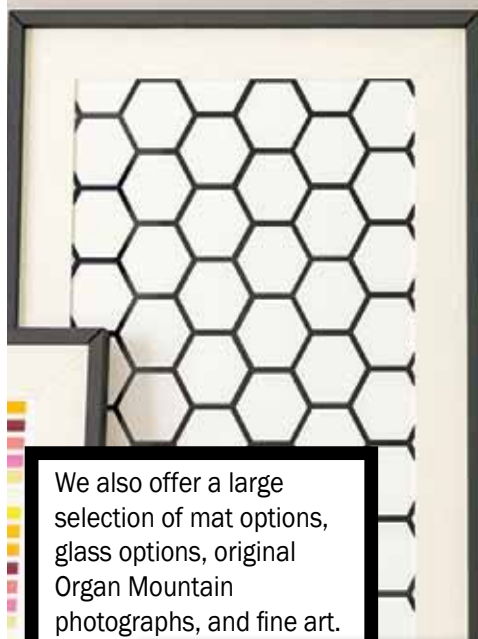 We also offer a large
selection of mat options,
glass options, original
Organ Mountain
photographs, and fine art.